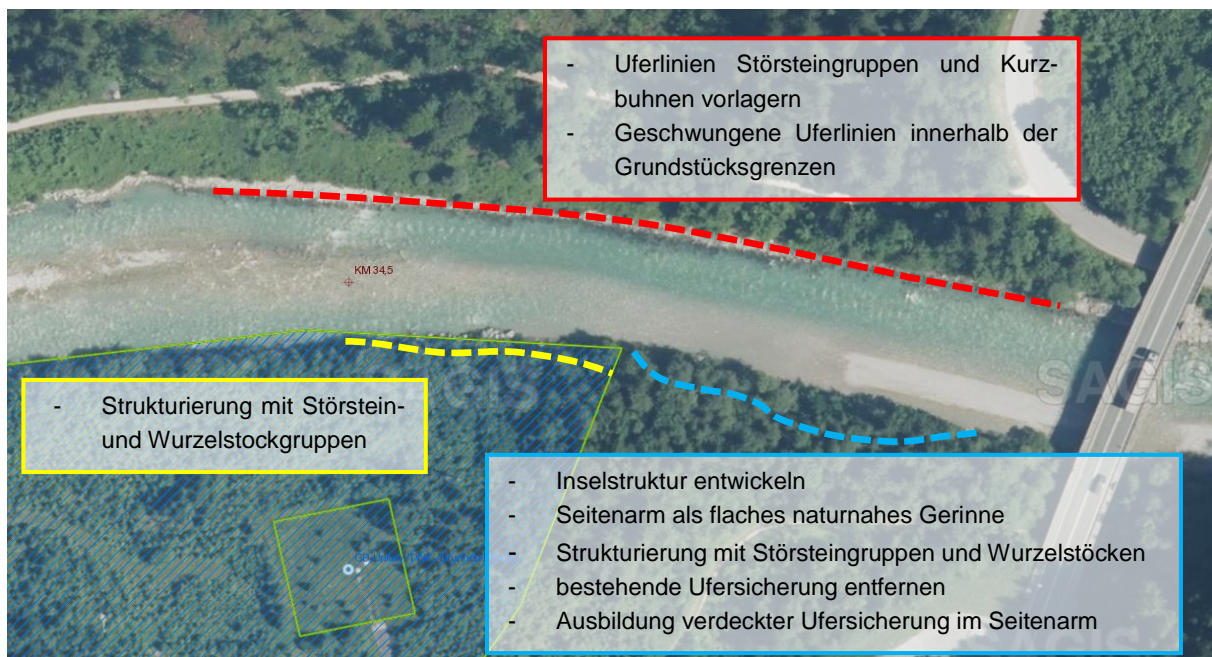 - Uferlinien Störsteingruppen und Kurz-
buhnen vorlagern
- Geschwungene Uferlinien innerhalb der
Grundstücksgrenzen
KM 34,5
SAGIS
SAGIS
- Strukturierung mit Störstein-
und Wurzelstockgruppen
- Inselstruktur entwickeln
- Seitenarm als flaches naturnahes Gerinne
- Strukturierung mit Störsteingruppen und Wurzelstöcken
- bestehende Ufersicherung entfernen
- Ausbildung verdeckter Ufersicherung im Seitenarm